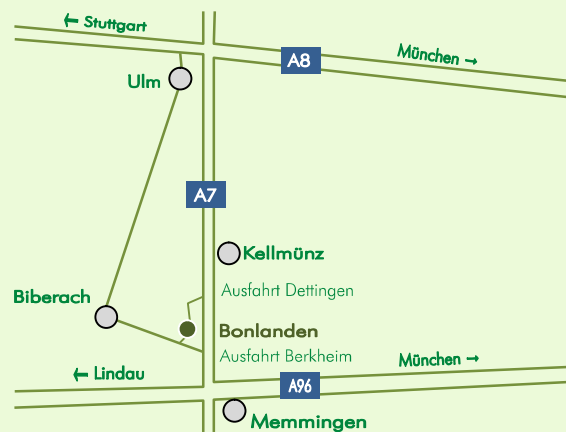 ← Stuttgart
A8
München →
Ulm
A7
Kellmünz
Ausfahrt Dettingen
Biberach
Bonlanden
Ausfahrt Berkheim
München →
← Lindau
A96
Memmingen